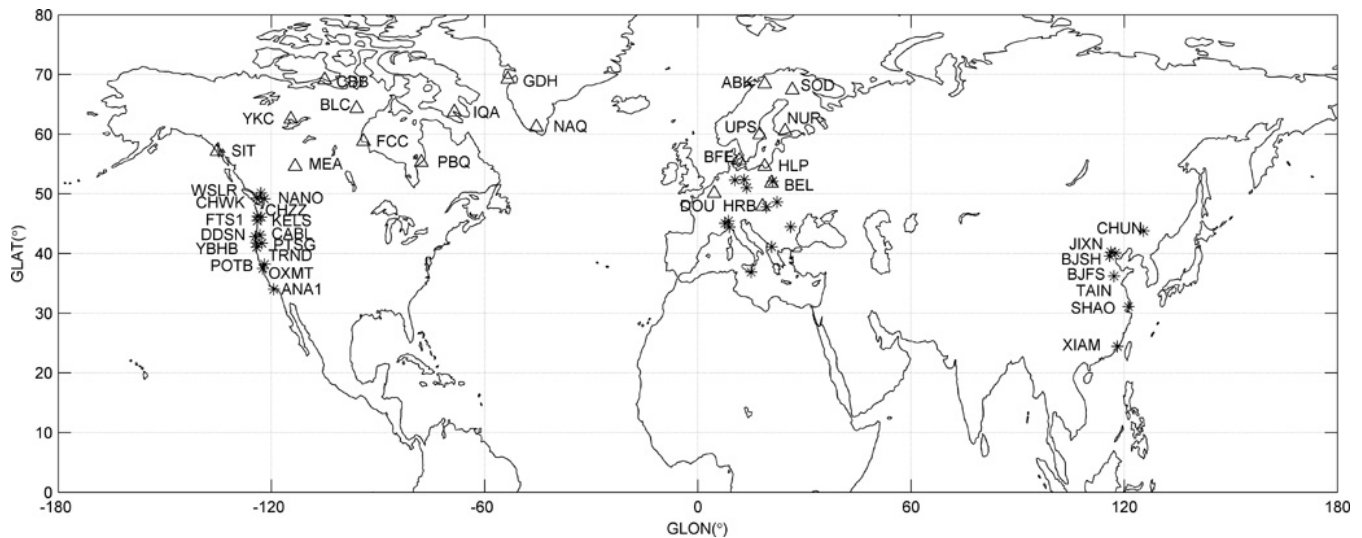 80
70
60
50
40
30
20
10
0
GLAT(°)
CBB
GDH
ABK
SOD
BLC
IQA
YKC
NAQ
UPS
NUR
FCC
SIT
MEA
PBQ
BFE
HLP
BEL
WSLR
NANO
CHWK
DOU
HRB
CHZZ
FTS1
KELS
DDSN
CABL
YBHB
PTSG
TRND
POTB
OXMT
ANA1
CHUN
JIXN
BJSH
BJFS
TAIN
SHAO
XIAM
-180
-120
-60
0
60
120
180
GLON(°)